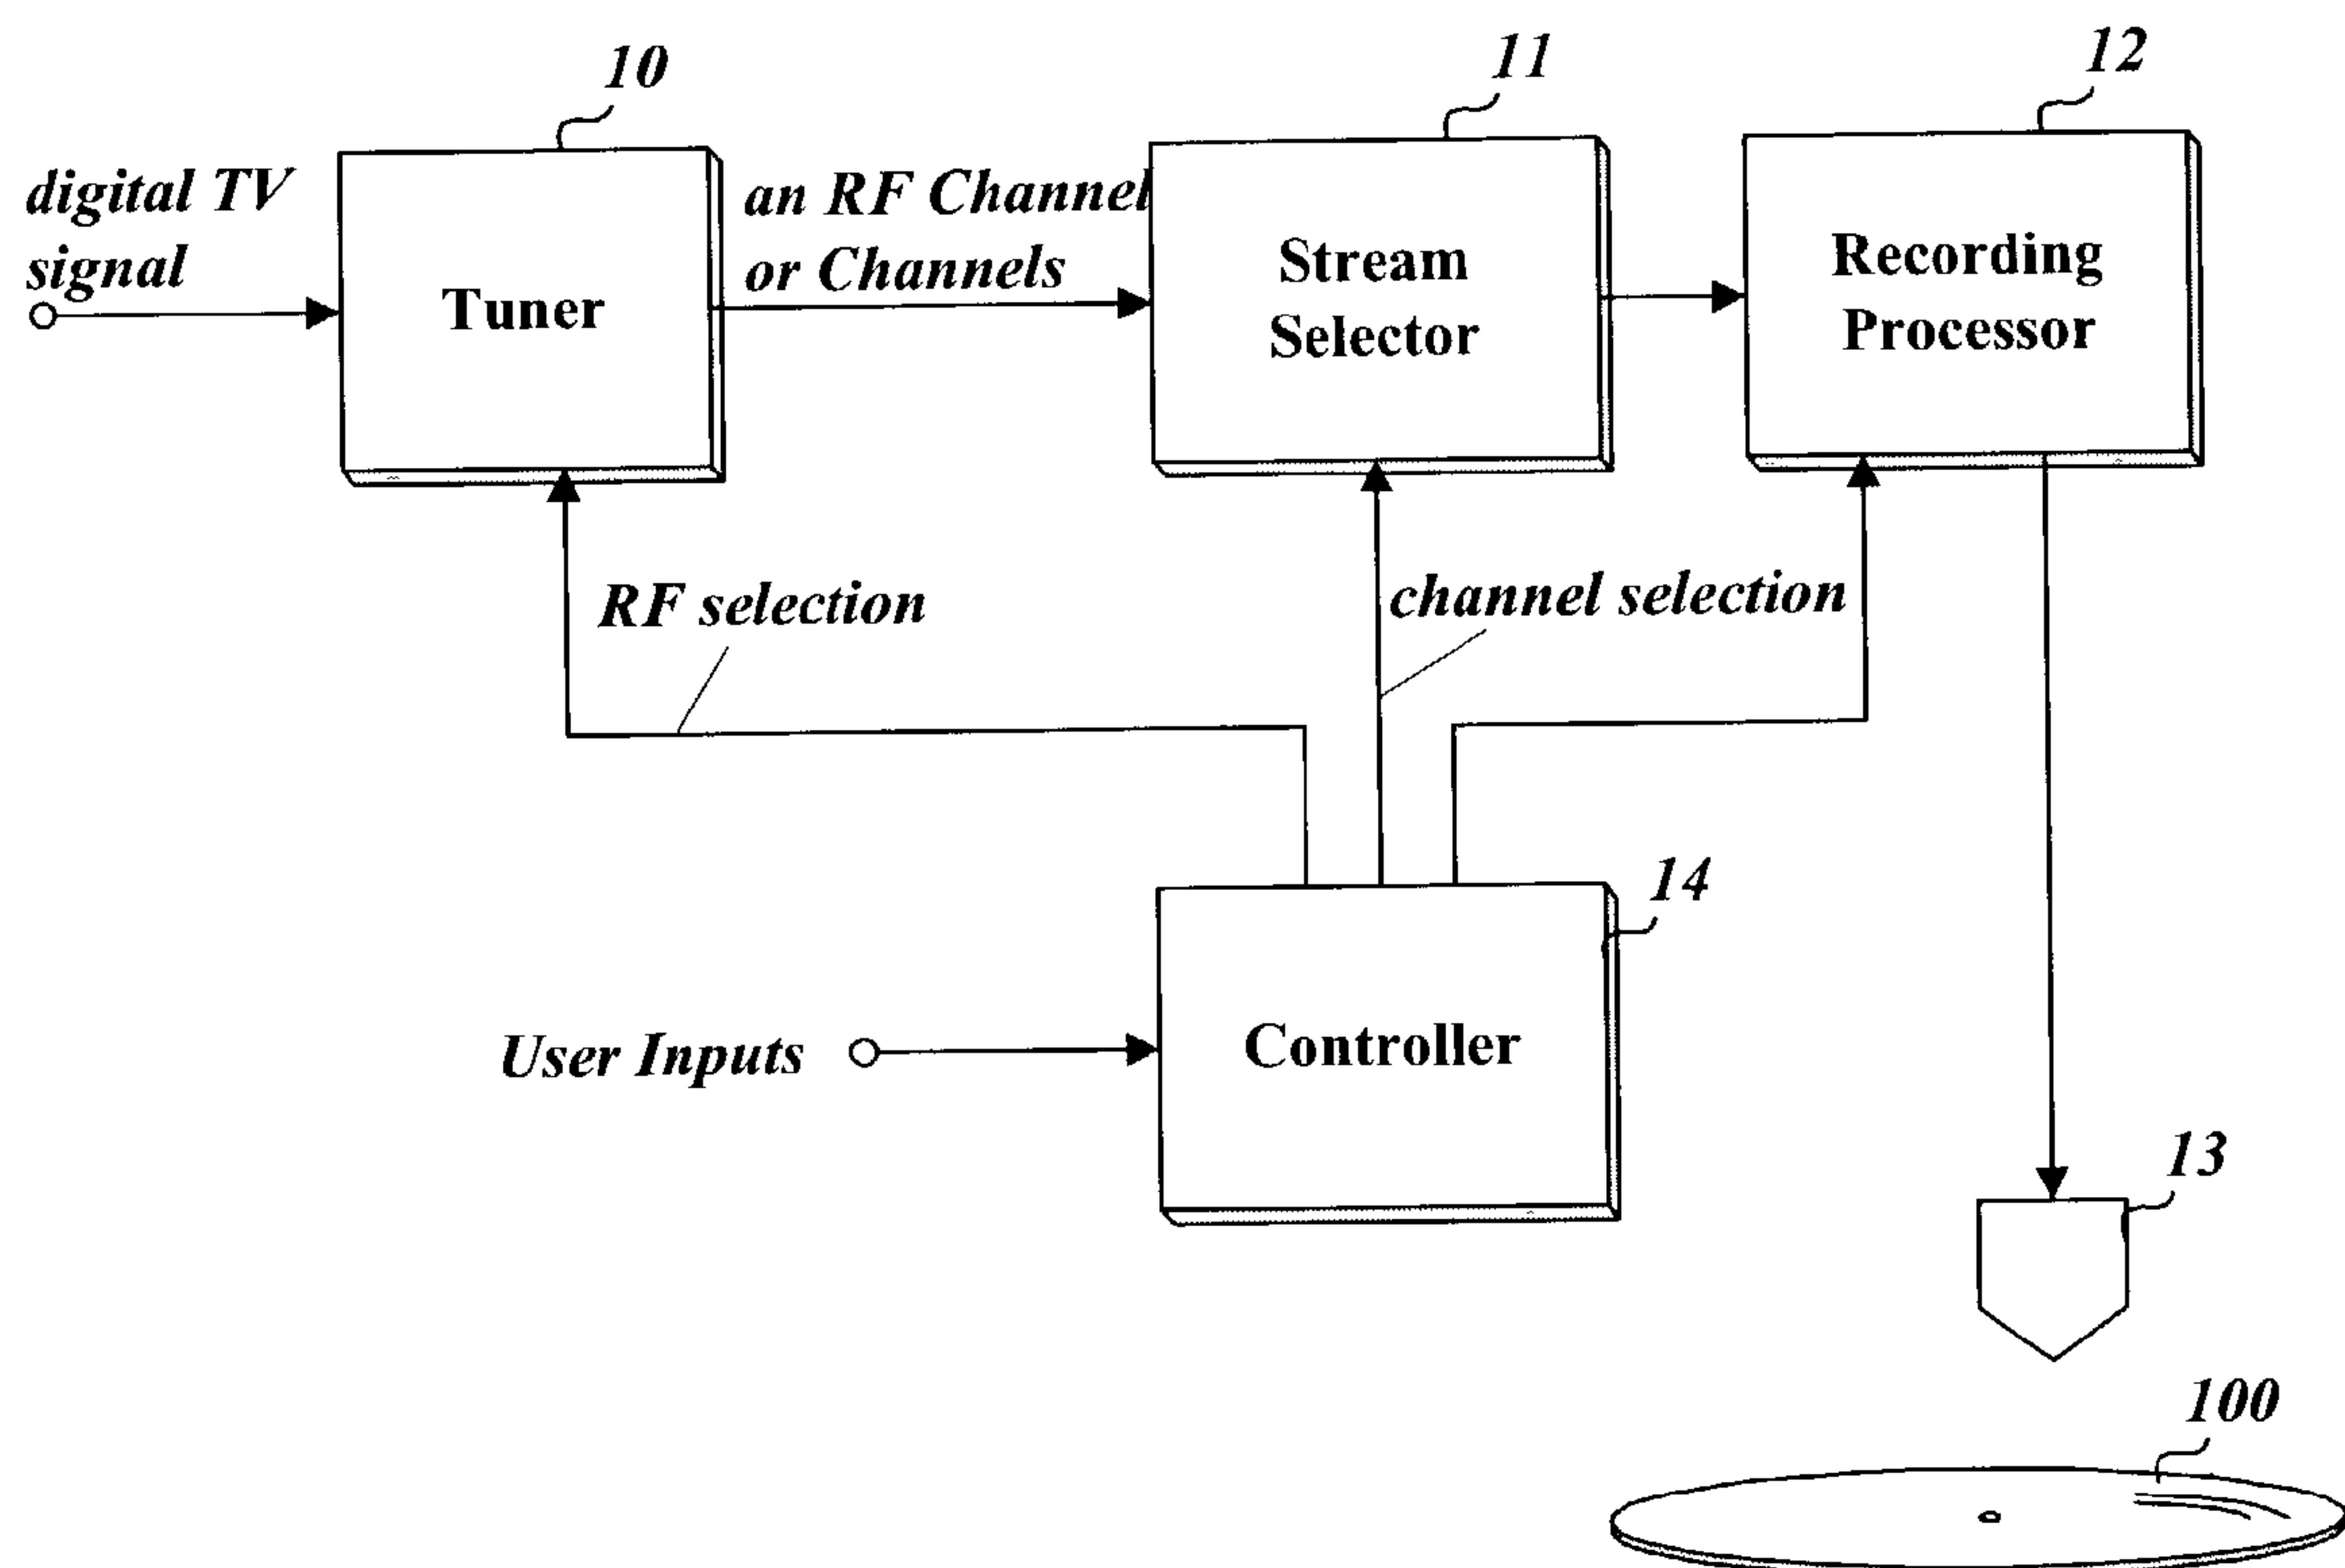 10
11
12
digital TV
signal
Tuner
an RF Channel
or Channels
Stream
Selector
Recording
Processor
RF selection
channel selection
14
User Inputs
Controller
13
100